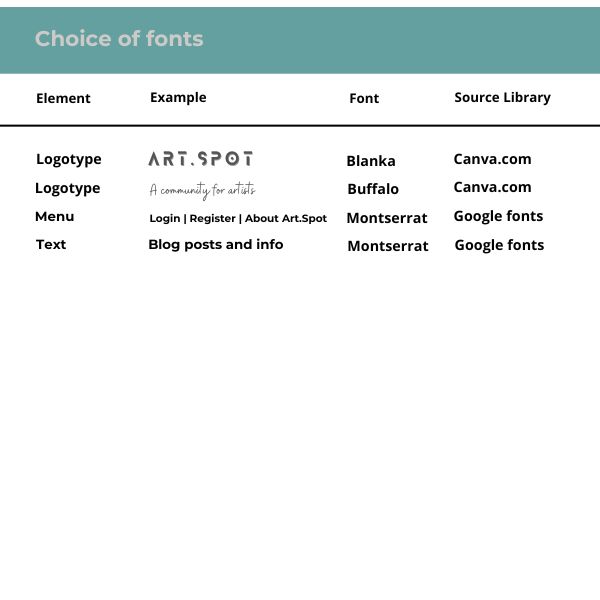 Choice of fonts
Element Example Font Source Library
Logotype ART.SPOT Blanka Canva.com
Logotype A community for artists Buffalo Canva.com
Menu Login | Register | About Art.Spot Montserrat Google fonts
Text Blog posts and info Montserrat Google fonts